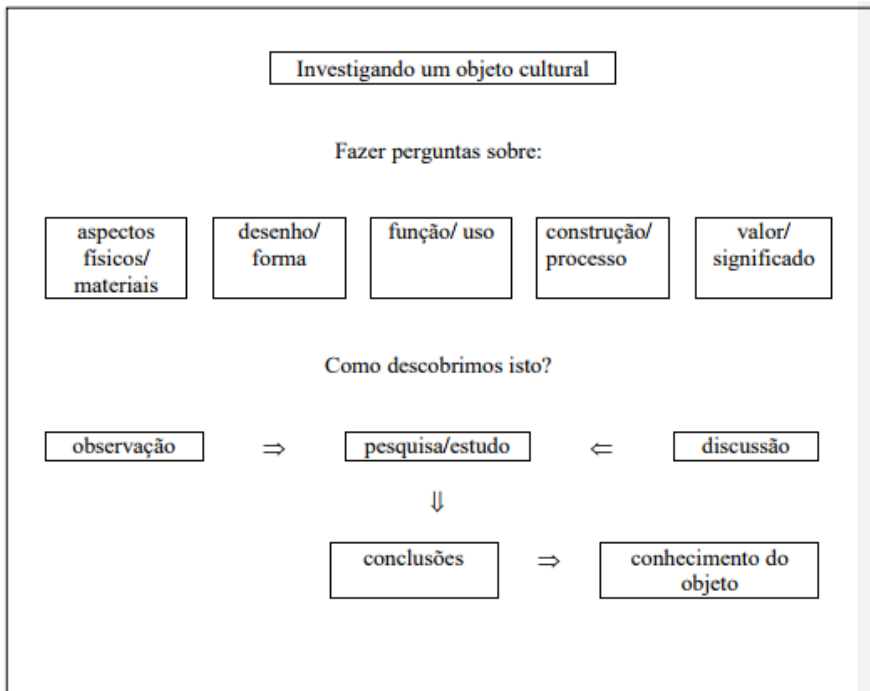 Investigando um objeto cultural
Fazer perguntas sobre:
aspectos
físicos/
materiais
desenho/
forma
função/ uso
construção/
processo
valor/
significado
Como descobrimos isto?
observação ⇒ pesquisa/estudo ⇐ discussão
⇓
conclusões ⇒ conhecimento do
objeto